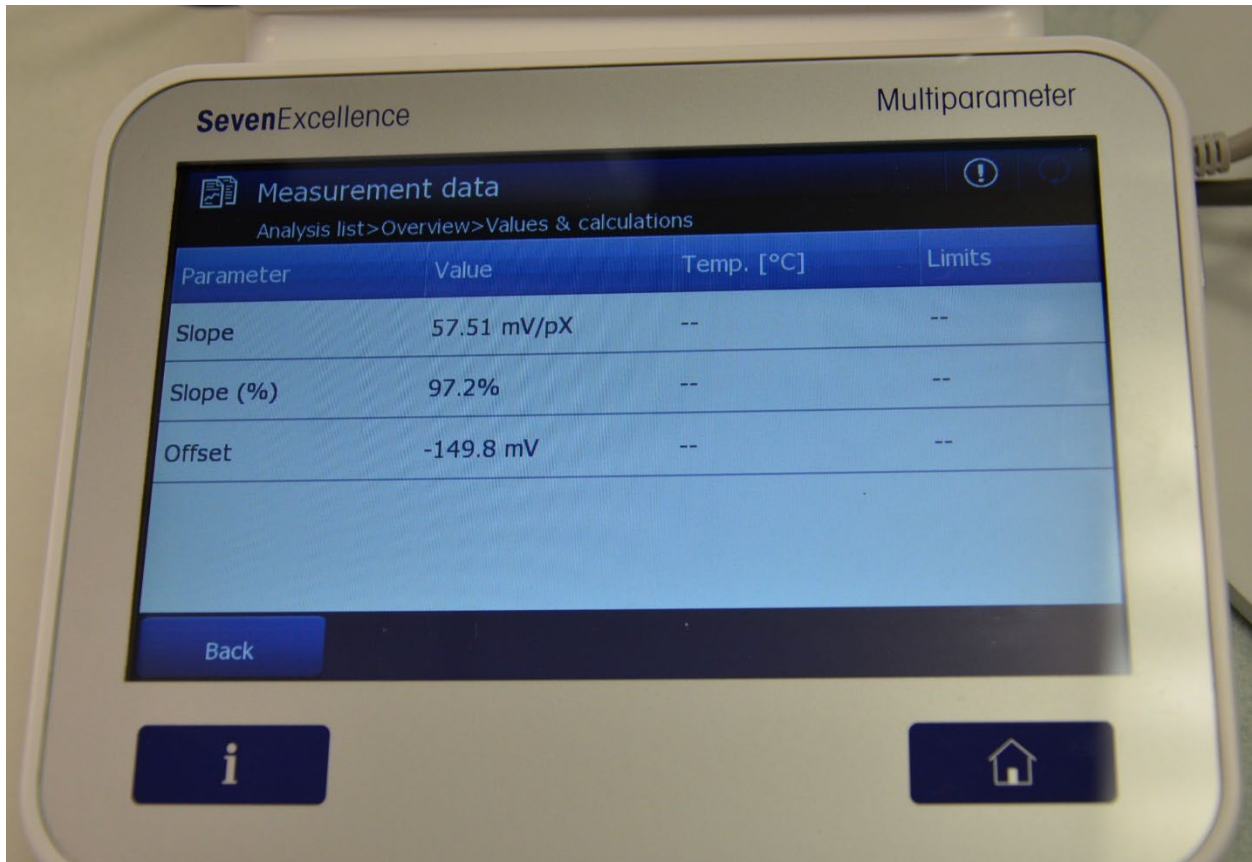 SevenExcellence
Multiparameter
Measurement data
Analysis list>Overview>Values & calculations
Parameter Value Temp. [°C] Limits
Slope 57.51 mV/pX -- --
Slope (%) 97.2% -- --
Offset -149.8 mV -- --
Back
i